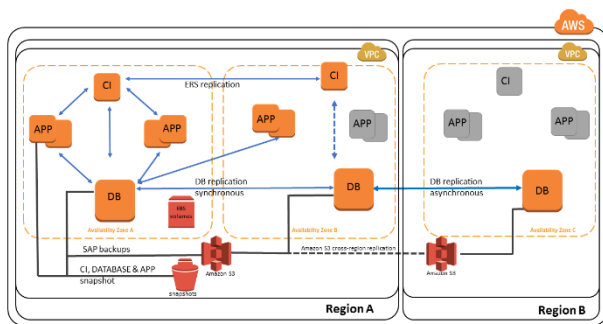 AWS
VPC
VPC
CI
ERS replication
CI
CI
APP
APP
APP
APP
APP
APP
DB
DB replication
synchronous
DB
DB replication
asynchronous
DB
EBS
volumes
Availability Zone A
Availability Zone B
Availability Zone C
SAP backups
Amazon S3
Amazon S3 cross-region replication
Amazon S3
CI, DATABASE & APP
snapshot
snapshots
Region A
Region B